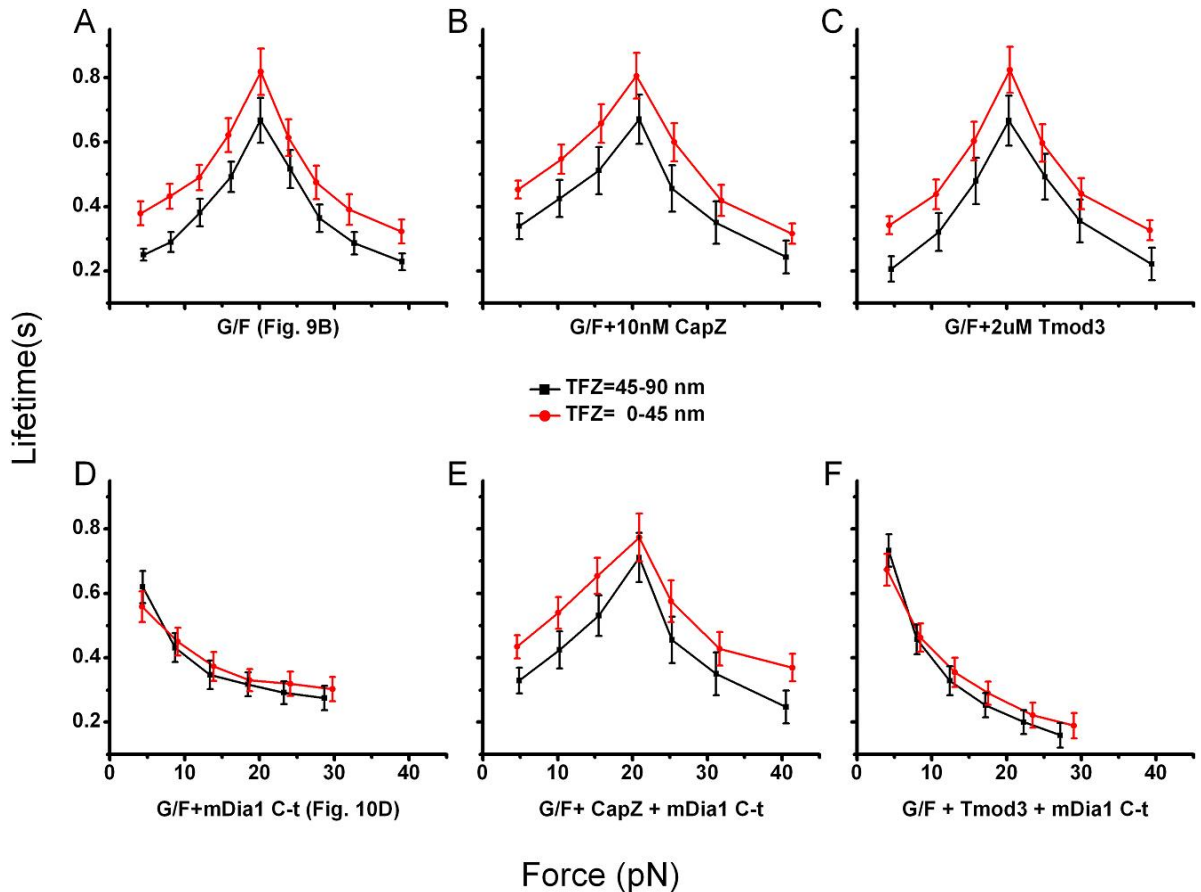 A
B
C
0.8
0.6
0.4
0.2
G/F (Fig. 9B)
G/F+10nM CapZ
G/F+2uM Tmod3
Lifetime(s)
TFZ=45-90 nm
TFZ= 0-45 nm
D
E
F
0.8
0.6
0.4
0.2
0 10 20 30 40 0 10 20 30 40 0 10 20 30 40
G/F+mDia1 C-t (Fig. 10D)
G/F+ CapZ + mDia1 C-t
G/F + Tmod3 + mDia1 C-t
Force (pN)